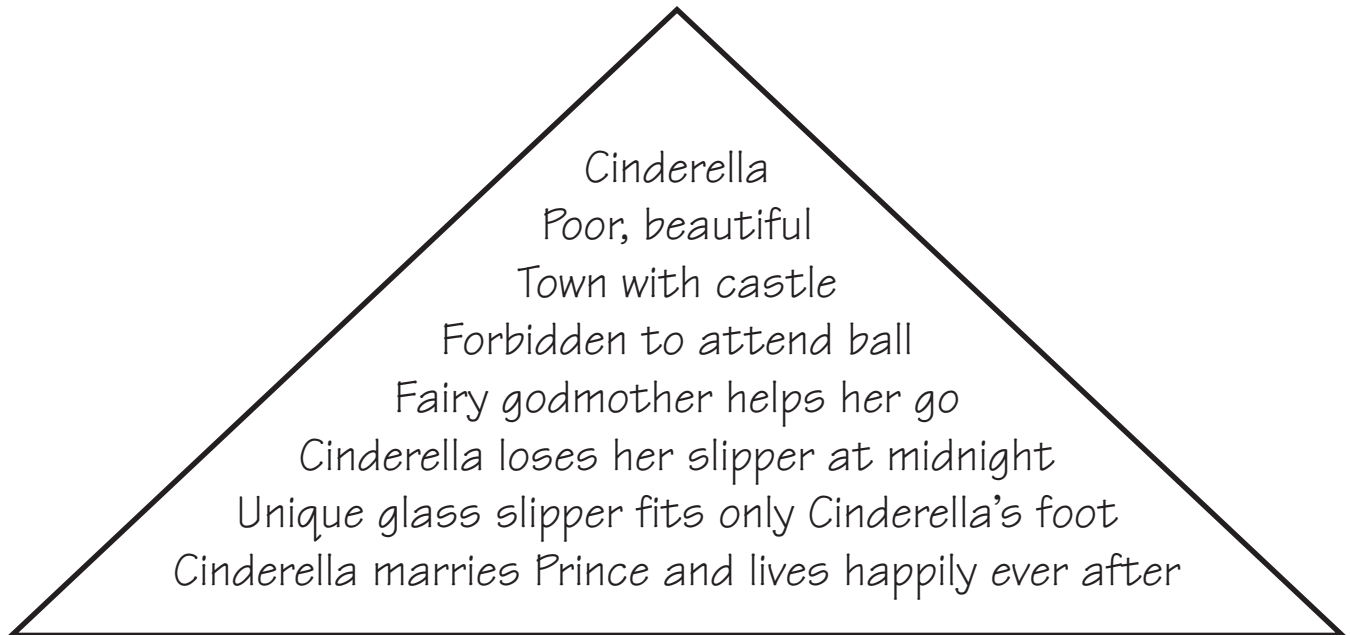 Cinderella
Poor, beautiful
Town with castle
Forbidden to attend ball
Fairy godmother helps her go
Cinderella loses her slipper at midnight
Unique glass slipper fits only Cinderella’s foot
Cinderella marries Prince and lives happily ever after